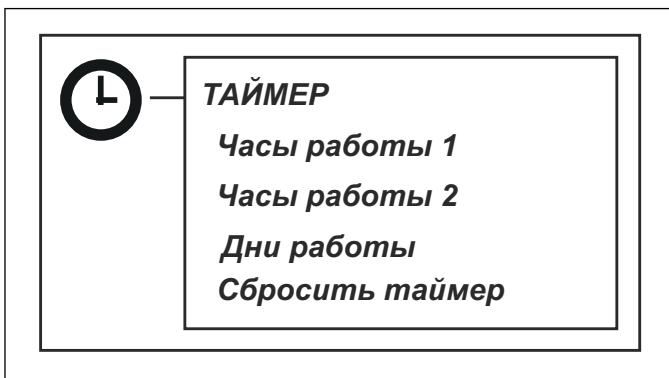 ТАЙМЕР
Часы работы 1
Часы работы 2
Дни работы
Сбросить таймер